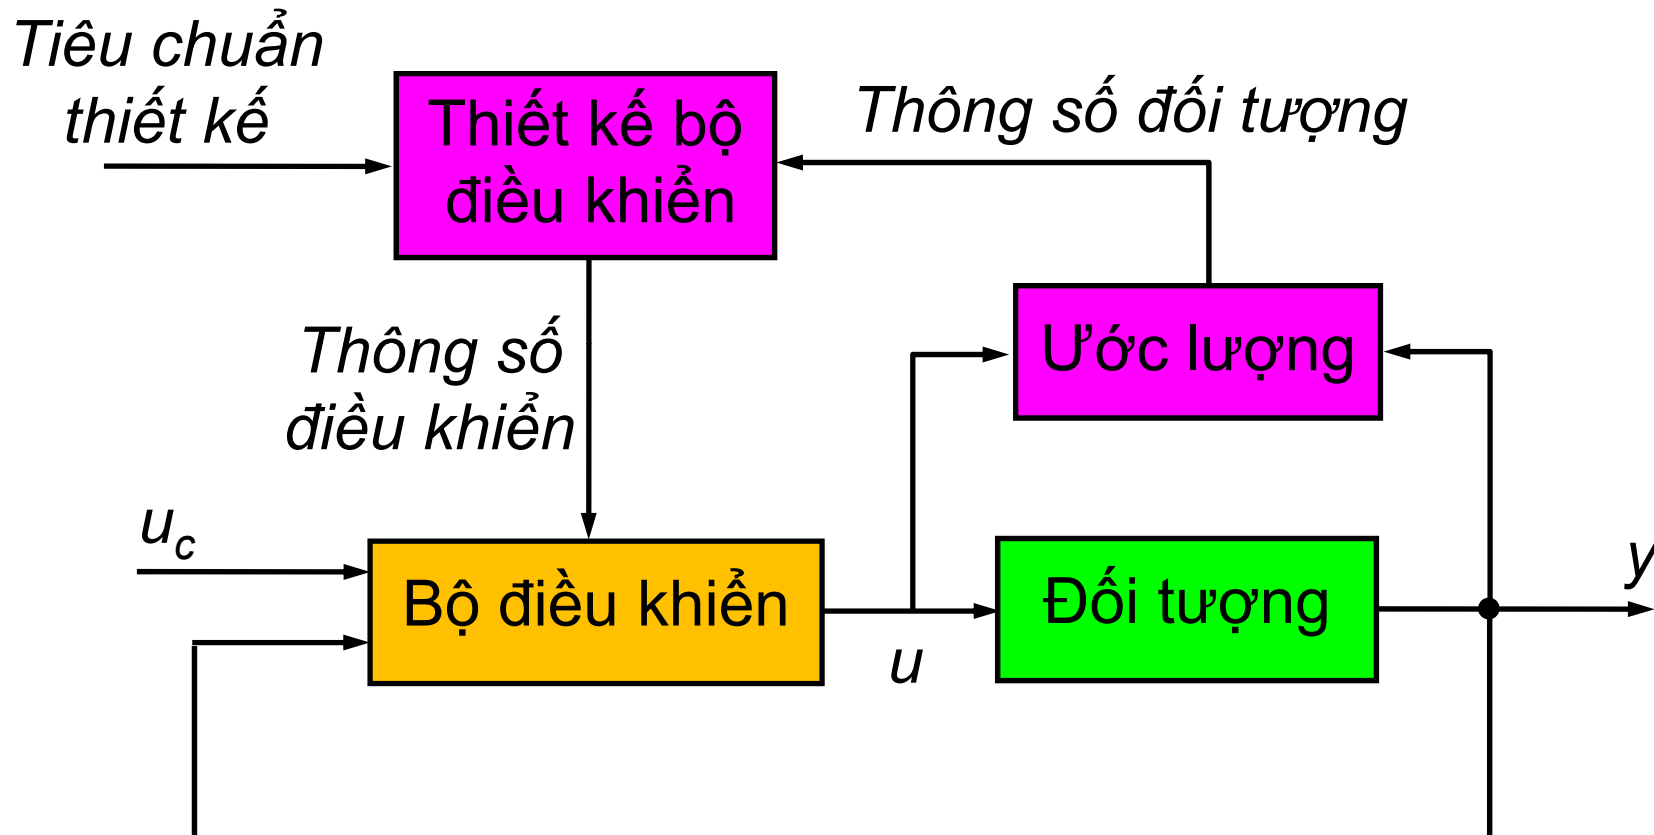 Tiêu chuẩn
thiết kế
Thiết kế bộ
điều khiển
Thông số đối tượng
Ước lượng
Thông số
điều khiển
u_c
Bộ điều khiển
u
Đối tượng
y